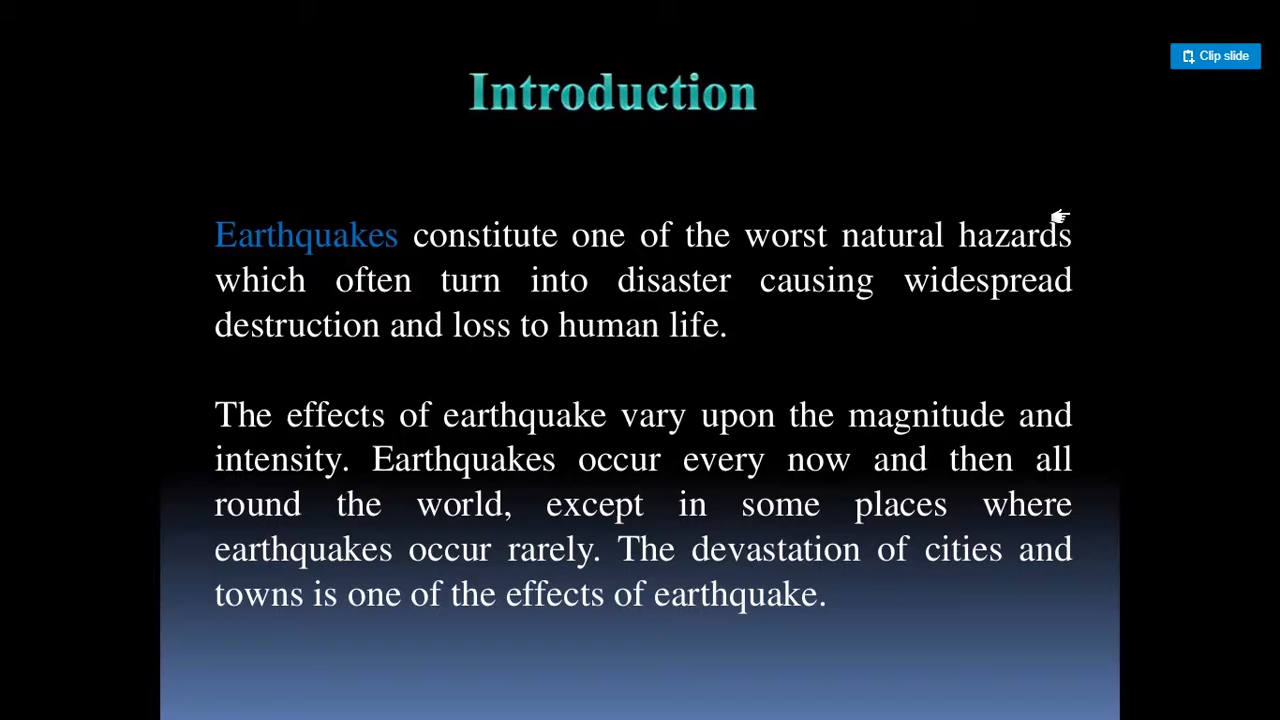 Clip slide
Introduction
Earthquakes constitute one of the worst natural hazards
which often turn into disaster causing widespread
destruction and loss to human life.
The effects of earthquake vary upon the magnitude and
intensity. Earthquakes occur every now and then all
round the world, except in some places where
earthquakes occur rarely. The devastation of cities and
towns is one of the effects of earthquake.